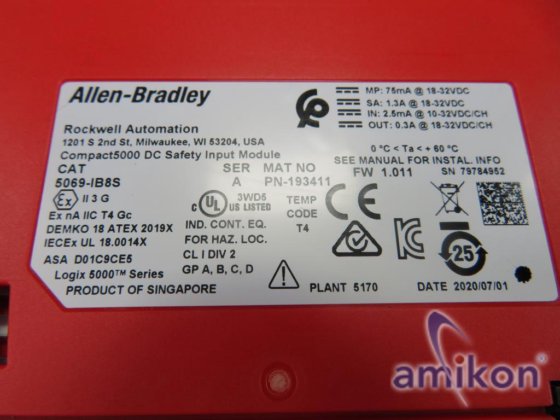 Allen-Bradley
Rockwell Automation
1201 S 2nd St, Milwaukee, WI 53204, USA
Compact5000 DC Safety Input Module
CAT SER MAT NO
5069-IB8S A PN-193411
MP: 75mA @ 18-32VDC
SA: 1.3A @ 18-32VDC
IN: 2.5mA @ 10-32VDC/CH
OUT: 0.3A @ 18-32VDC/CH
0 °C < Ta < + 60 °C
SEE MANUAL FOR INSTAL. INFO
FW 1.011 SN 79784952
Ex II 3 G
Ex nA IIC T4 Gc
DEMKO 18 ATEX 2019X
IECEx UL 18.0014X
ASA D01C9CE5
Logix 5000™ Series
PRODUCT OF SINGAPORE
C UL US LISTED
3WD5
IND. CONT. EQ.
FOR HAZ. LOC.
CL I DIV 2
GP A, B, C, D
TEMP
CODE
T4
CE
25
PLANT 5170 DATE 2020/07/01
amikon